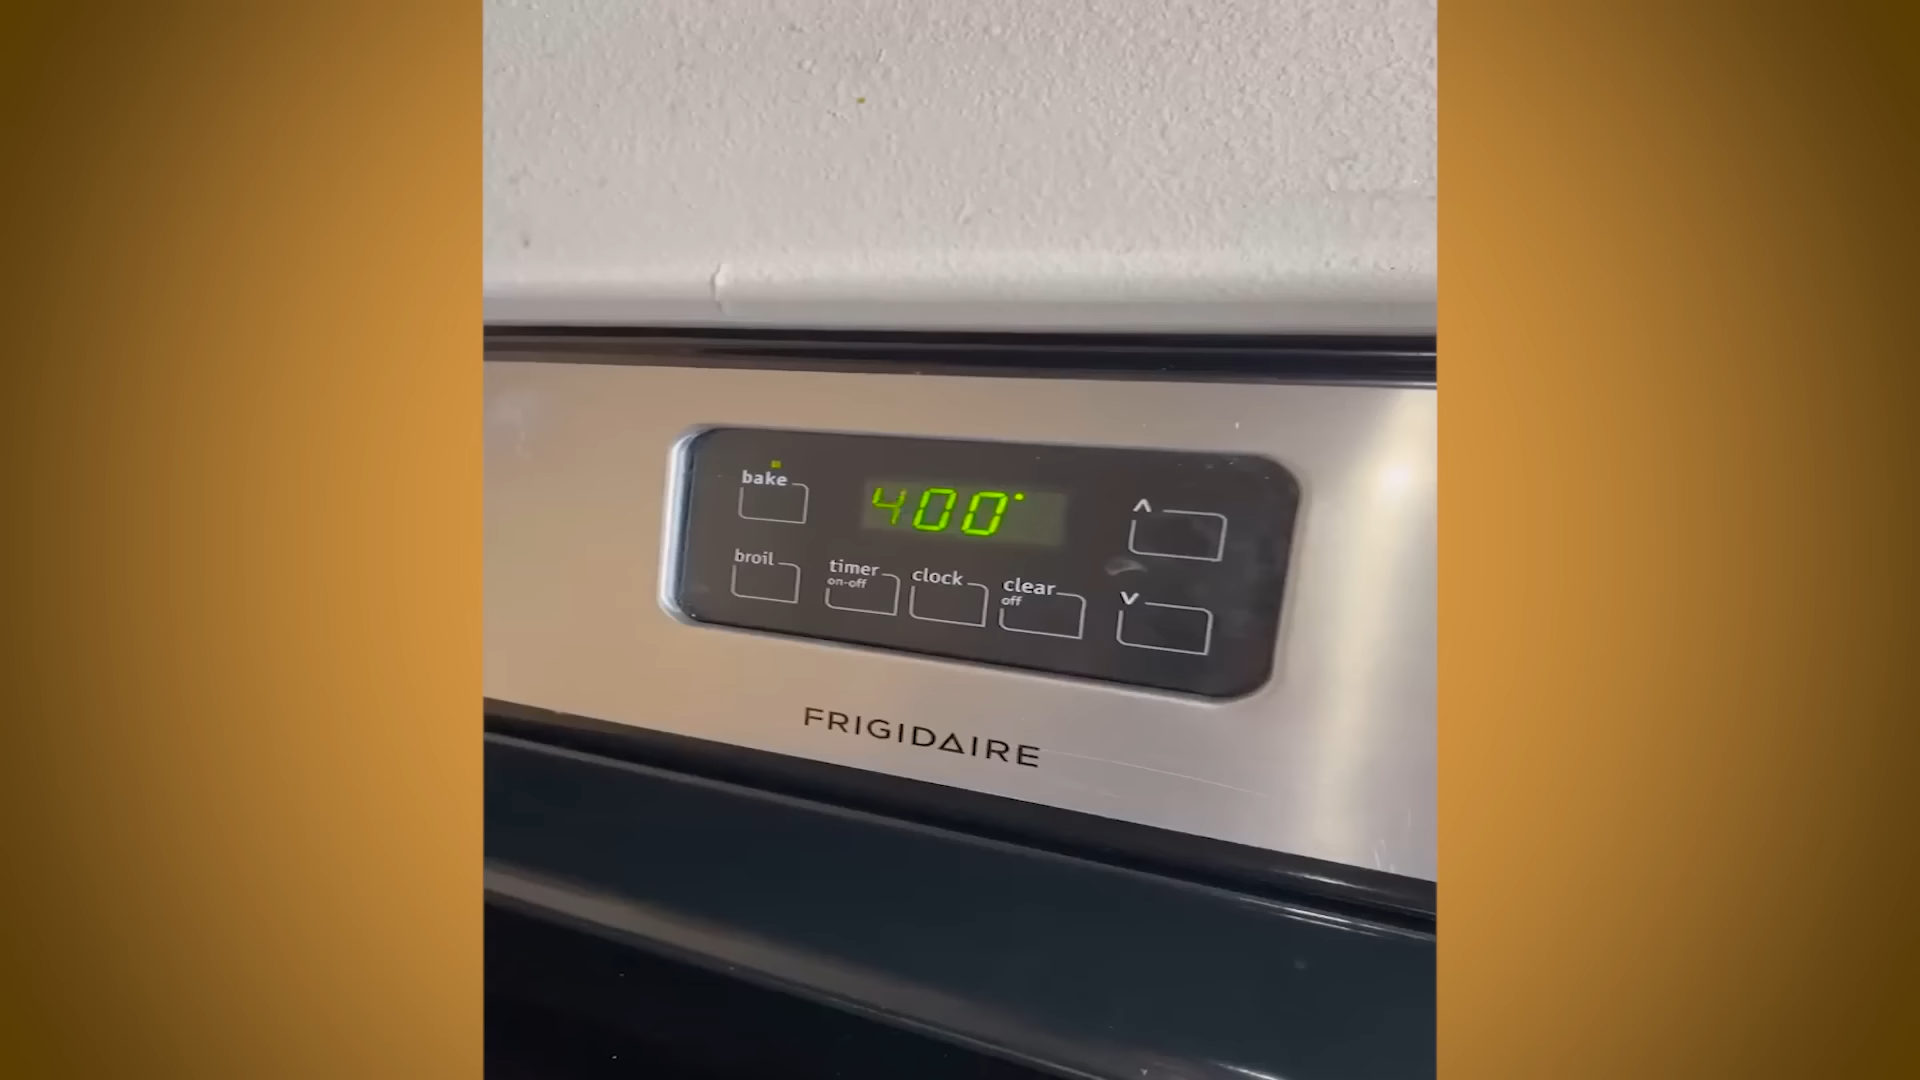 bake
400°
^
broil
timer
on-off
clock
clear
off
v
FRIGIDAIRE